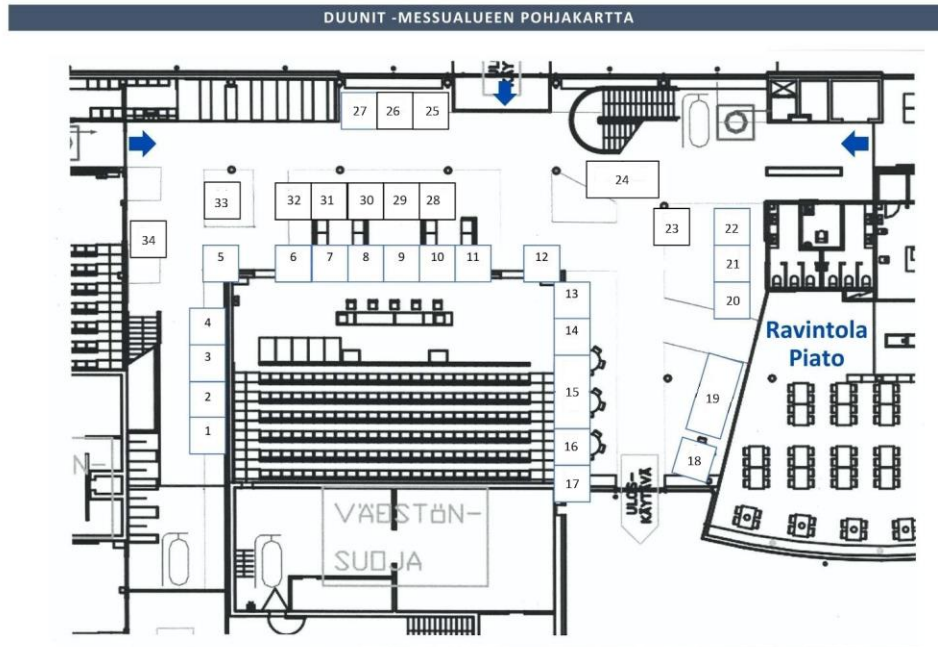 DUUNIT -MESSUALUEEN POHJAKARTTA
27 26 25
24
32 31 30 29 28
33
34
23
22
21
20
5
6 7 8 9 10 11
12
13
14
15
16
17
4
3
2
1
19
18
Ravintola
Piato
ULOS-
KÄYTÄVÄ
N-
VÄESTÖN-
SUOJA